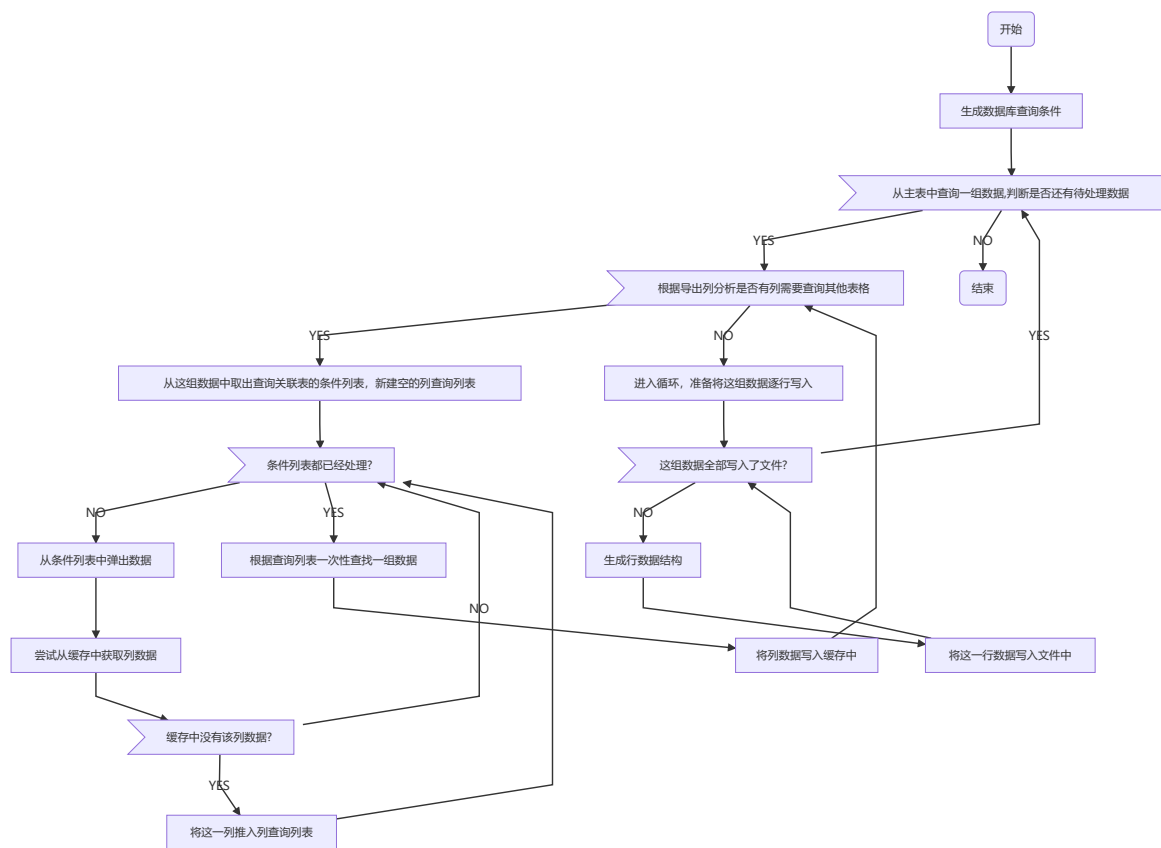 开始
生成数据库查询条件
从主表中查询一组数据,判断是否还有待处理数据
YES
NO
根据导出列分析是否有列需要查询其他表格
结束
YES
NO
YES
从这组数据中取出查询关联表的条件列表，新建空的列查询列表
进入循环，准备将这组数据逐行写入
条件列表都已经处理?
这组数据全部写入了文件?
NO
YES
NO
从条件列表中弹出数据
根据查询列表一次性查找一组数据
生成行数据结构
NO
尝试从缓存中获取列数据
将列数据写入缓存中
将这一行数据写入文件中
缓存中没有该列数据?
YES
将这一列推入列查询列表